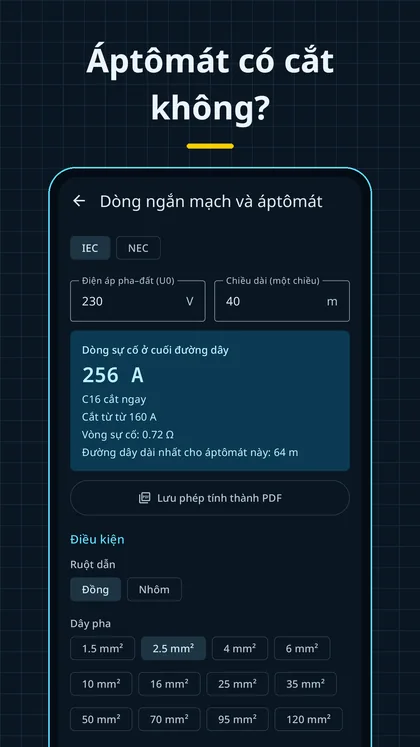 Áptômát có cắt
không?
Dòng ngắn mạch và áptômát
IEC NEC
Điện áp pha–đất (U0) Chiều dài (một chiều)
230 V 40 m
Dòng sự cố ở cuối đường dây
256 A
C16 cắt ngay
Cắt từ từ 160 A
Vòng sự cố: 0.72 Ω
Đường dây dài nhất cho áptômát này: 64 m
Lưu phép tính thành PDF
Điều kiện
Ruột dẫn
Đồng Nhôm
Dây pha
1.5 mm² 2.5 mm² 4 mm² 6 mm²
10 mm² 16 mm² 25 mm² 35 mm²
50 mm² 70 mm² 95 mm² 120 mm²